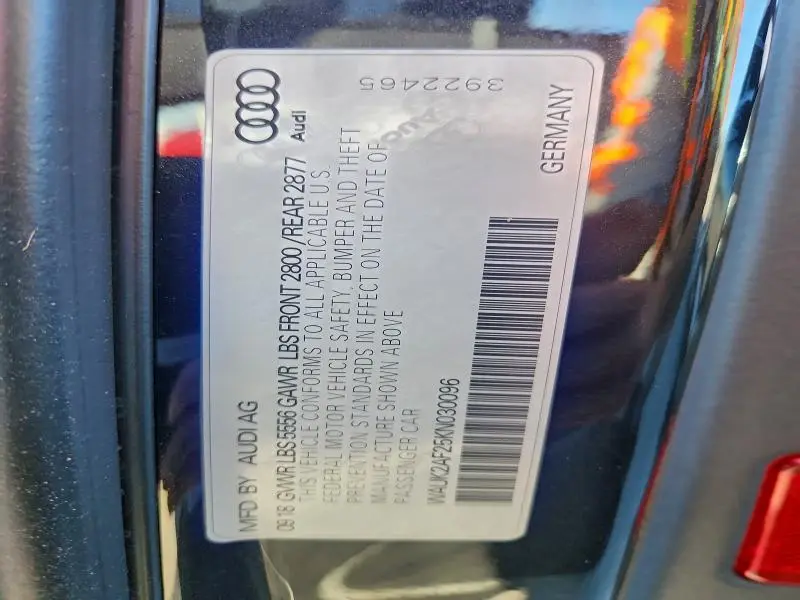 MFD BY AUDI AG
09 18 GVWR LBS 5556 GAWR LBS FRONT 2800 / REAR 2877
THIS VEHICLE CONFORMS TO ALL APPLICABLE U.S.
FEDERAL MOTOR VEHICLE SAFETY, BUMPER AND THEFT
PREVENTION STANDARDS IN EFFECT ON THE DATE OF
MANUFACTURE SHOWN ABOVE
PASSENGER CAR
WAUK2AF25KN030096
Audi
3922465
GERMANY